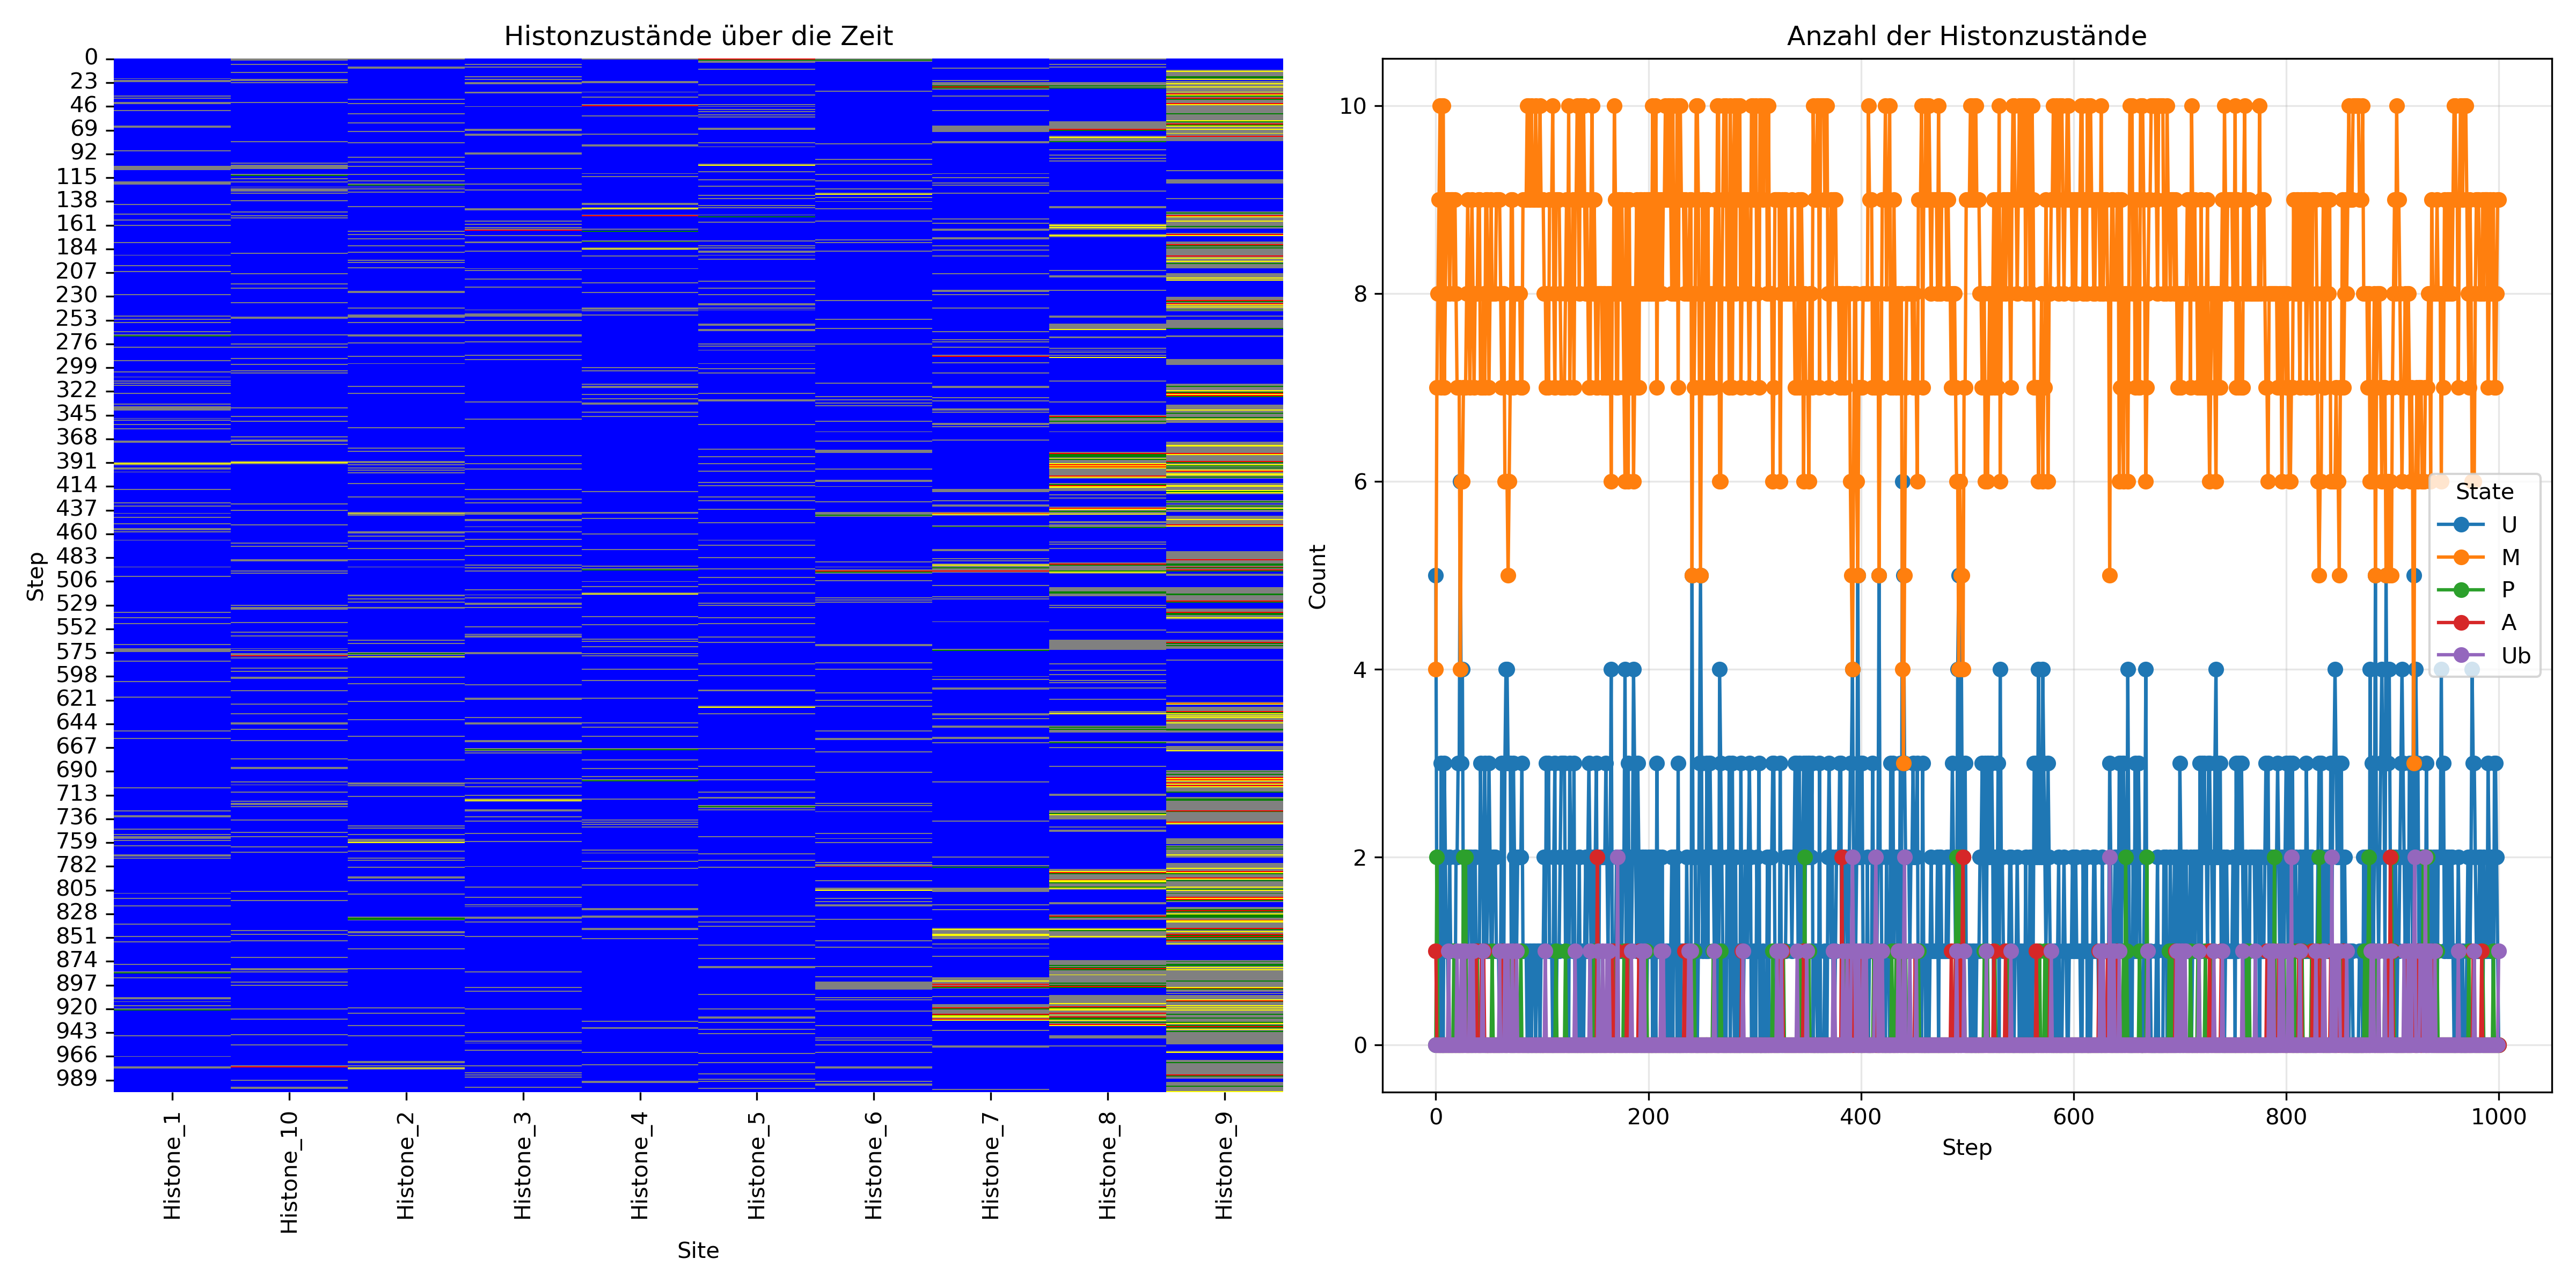 Histonzustände über die Zeit
0
23
46
69
92
115
138
161
184
207
230
253
276
299
322
345
368
391
414
437
460
483
506
529
552
575
598
621
644
667
690
713
736
759
782
805
828
851
874
897
920
943
966
989
Step
Histone_1
Histone_10
Histone_2
Histone_3
Histone_4
Histone_5
Histone_6
Histone_7
Histone_8
Histone_9
Site
Anzahl der Histonzustände
10
8
6
4
2
0
Count
0
200
400
600
800
1000
Step
State
U
M
P
A
Ub